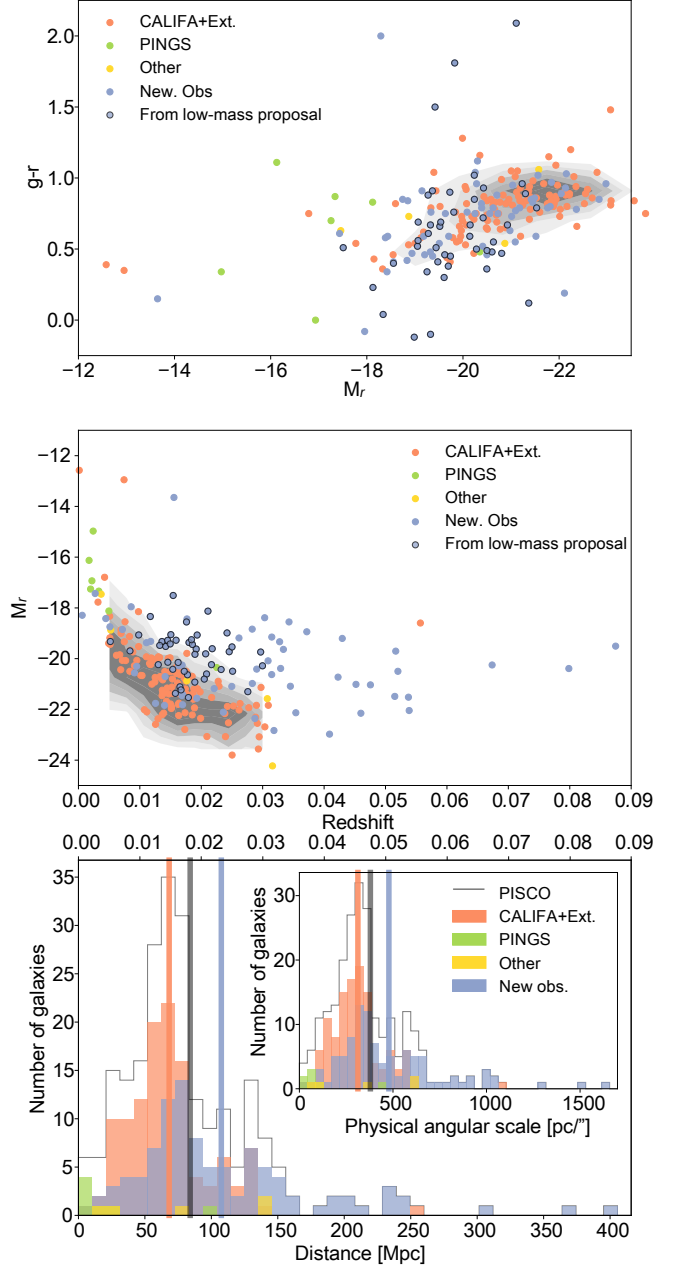 CALIFA+Ext.
PINGS
Other
New. Obs
From low-mass proposal
2.0
1.5
1.0
0.5
0.0
g-r
−12 −14 −16 −18 −20 −22
Mr
CALIFA+Ext.
PINGS
Other
New. Obs
From low-mass proposal
−12
−14
−16
−18
−20
−22
−24
Mr
0.00 0.01 0.02 0.03 0.04 0.05 0.06 0.07 0.08 0.09
Redshift
0.00 0.01 0.02 0.03 0.04 0.05 0.06 0.07 0.08 0.09
35
30
25
20
15
10
5
0
Number of galaxies
30
20
10
0
Number of galaxies
PISCO
CALIFA+Ext.
PINGS
Other
New obs.
0 500 1000 1500
Physical angular scale [pc/”]
0 50 100 150 200 250 300 350 400
Distance [Mpc]